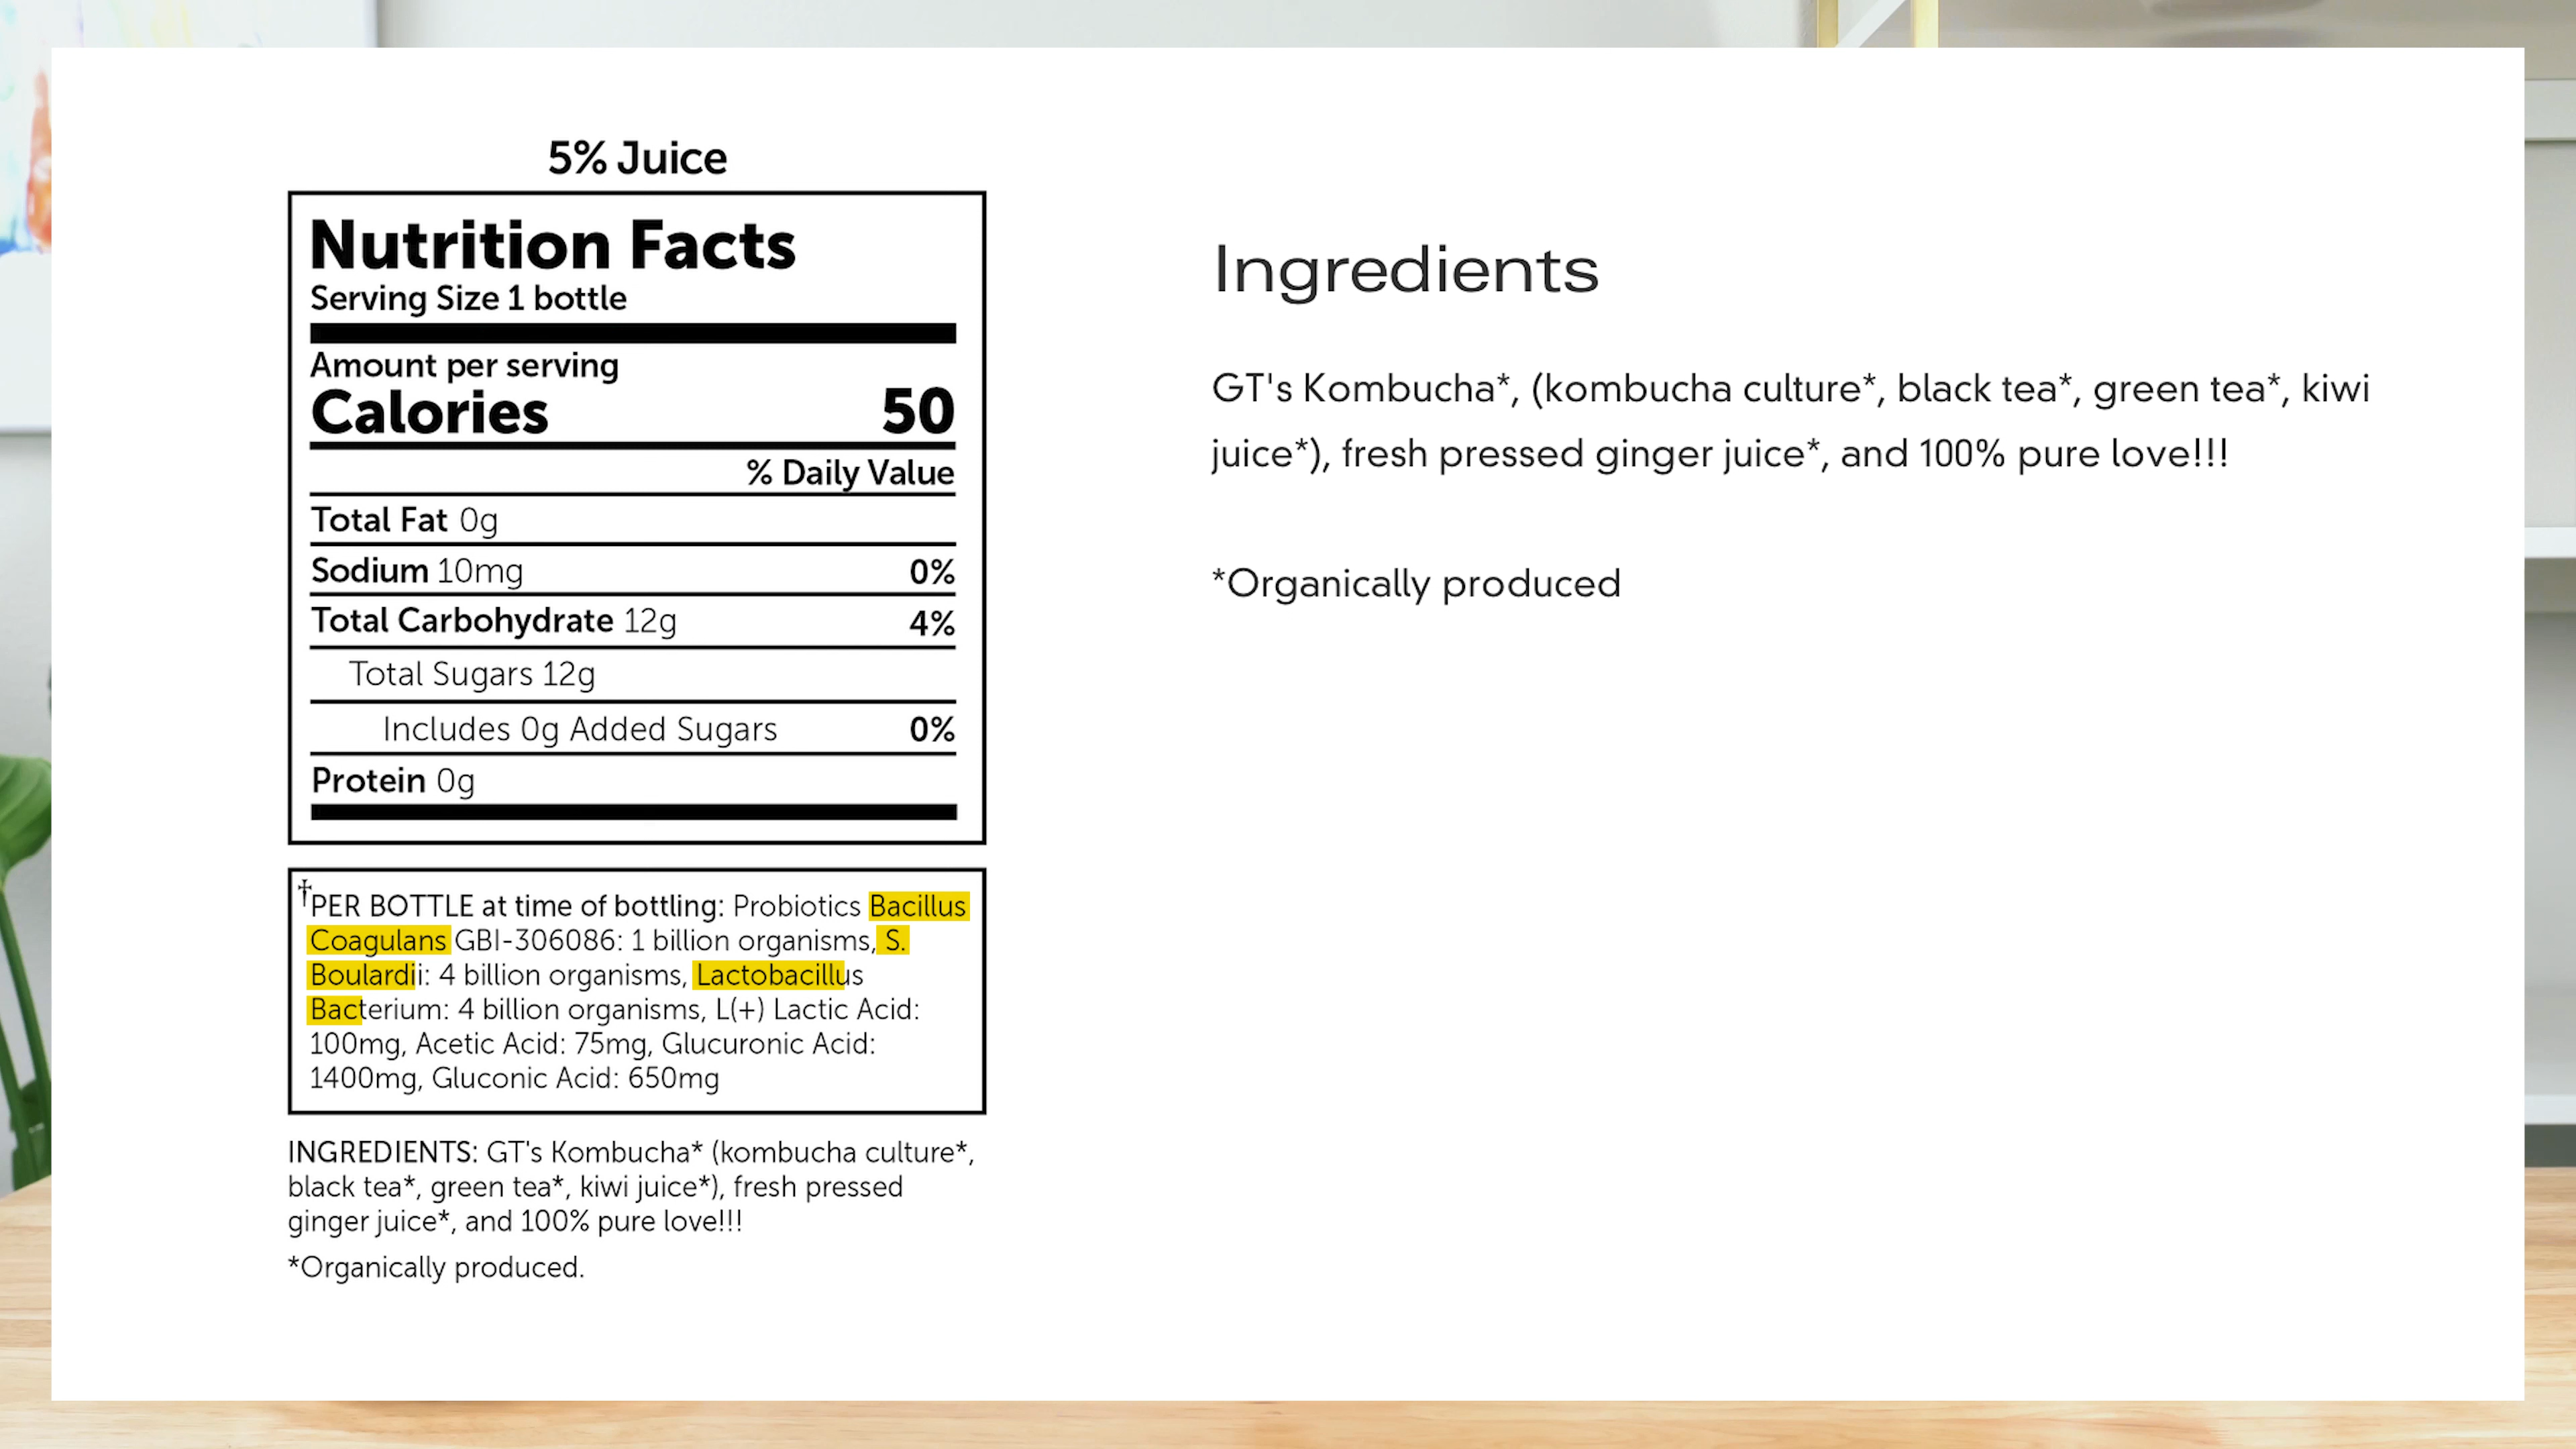 5% Juice
Nutrition Facts
Serving Size 1 bottle
Amount per serving
Calories 50
% Daily Value
Total Fat 0g
Sodium 10mg 0%
Total Carbohydrate 12g 4%
Total Sugars 12g
Includes 0g Added Sugars 0%
Protein 0g
†PER BOTTLE at time of bottling: Probiotics Bacillus
Coagulans GBI-306086: 1 billion organisms, S.
Boulardii: 4 billion organisms, Lactobacillus
Bacterium: 4 billion organisms, L(+) Lactic Acid:
100mg, Acetic Acid: 75mg, Glucuronic Acid:
1400mg, Gluconic Acid: 650mg
INGREDIENTS: GT's Kombucha* (kombucha culture*,
black tea*, green tea*, kiwi juice*), fresh pressed
ginger juice*, and 100% pure love!!!
*Organically produced.
Ingredients
GT's Kombucha*, (kombucha culture*, black tea*, green tea*, kiwi
juice*), fresh pressed ginger juice*, and 100% pure love!!!
*Organically produced